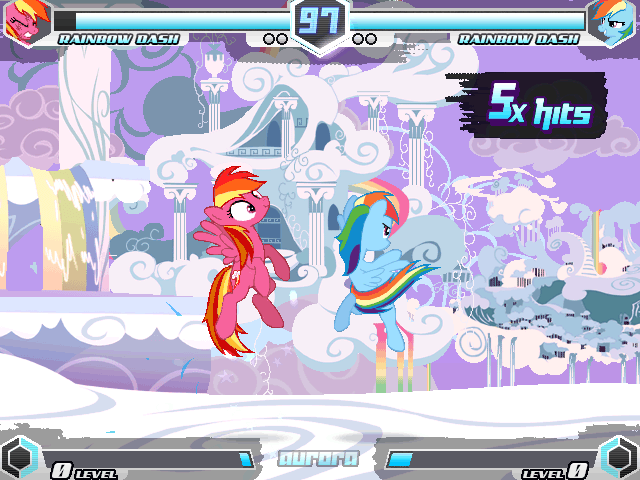 97
RAINBOW DASH
RAINBOW DASH
5x hits
0 LEVEL
aurora
LEVEL 0